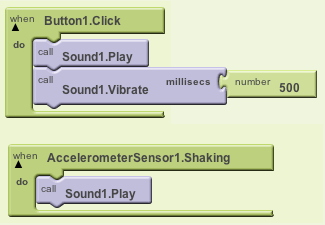 when Button1.Click
do call Sound1.Play
call Sound1.Vibrate millisecs number 500
when AccelerometerSensor1.Shaking
do call Sound1.Play